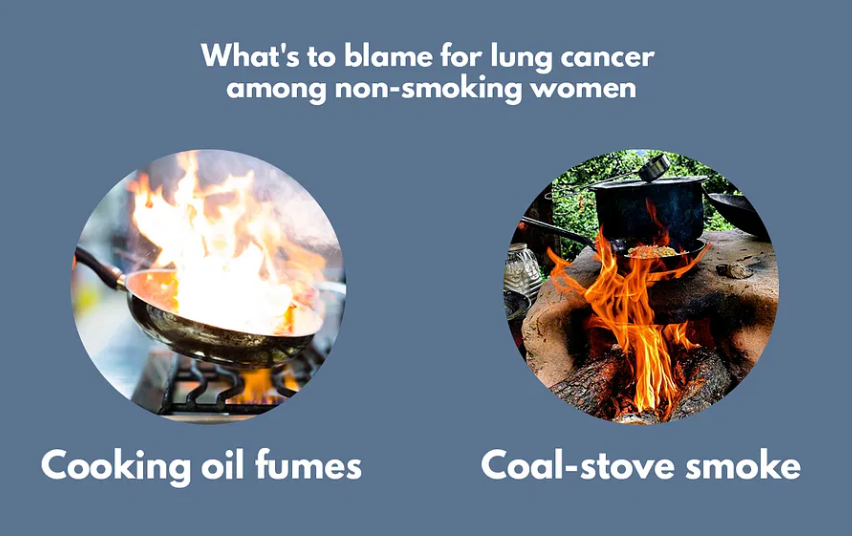 What's to blame for lung cancer
among non-smoking women
Cooking oil fumes
Coal-stove smoke